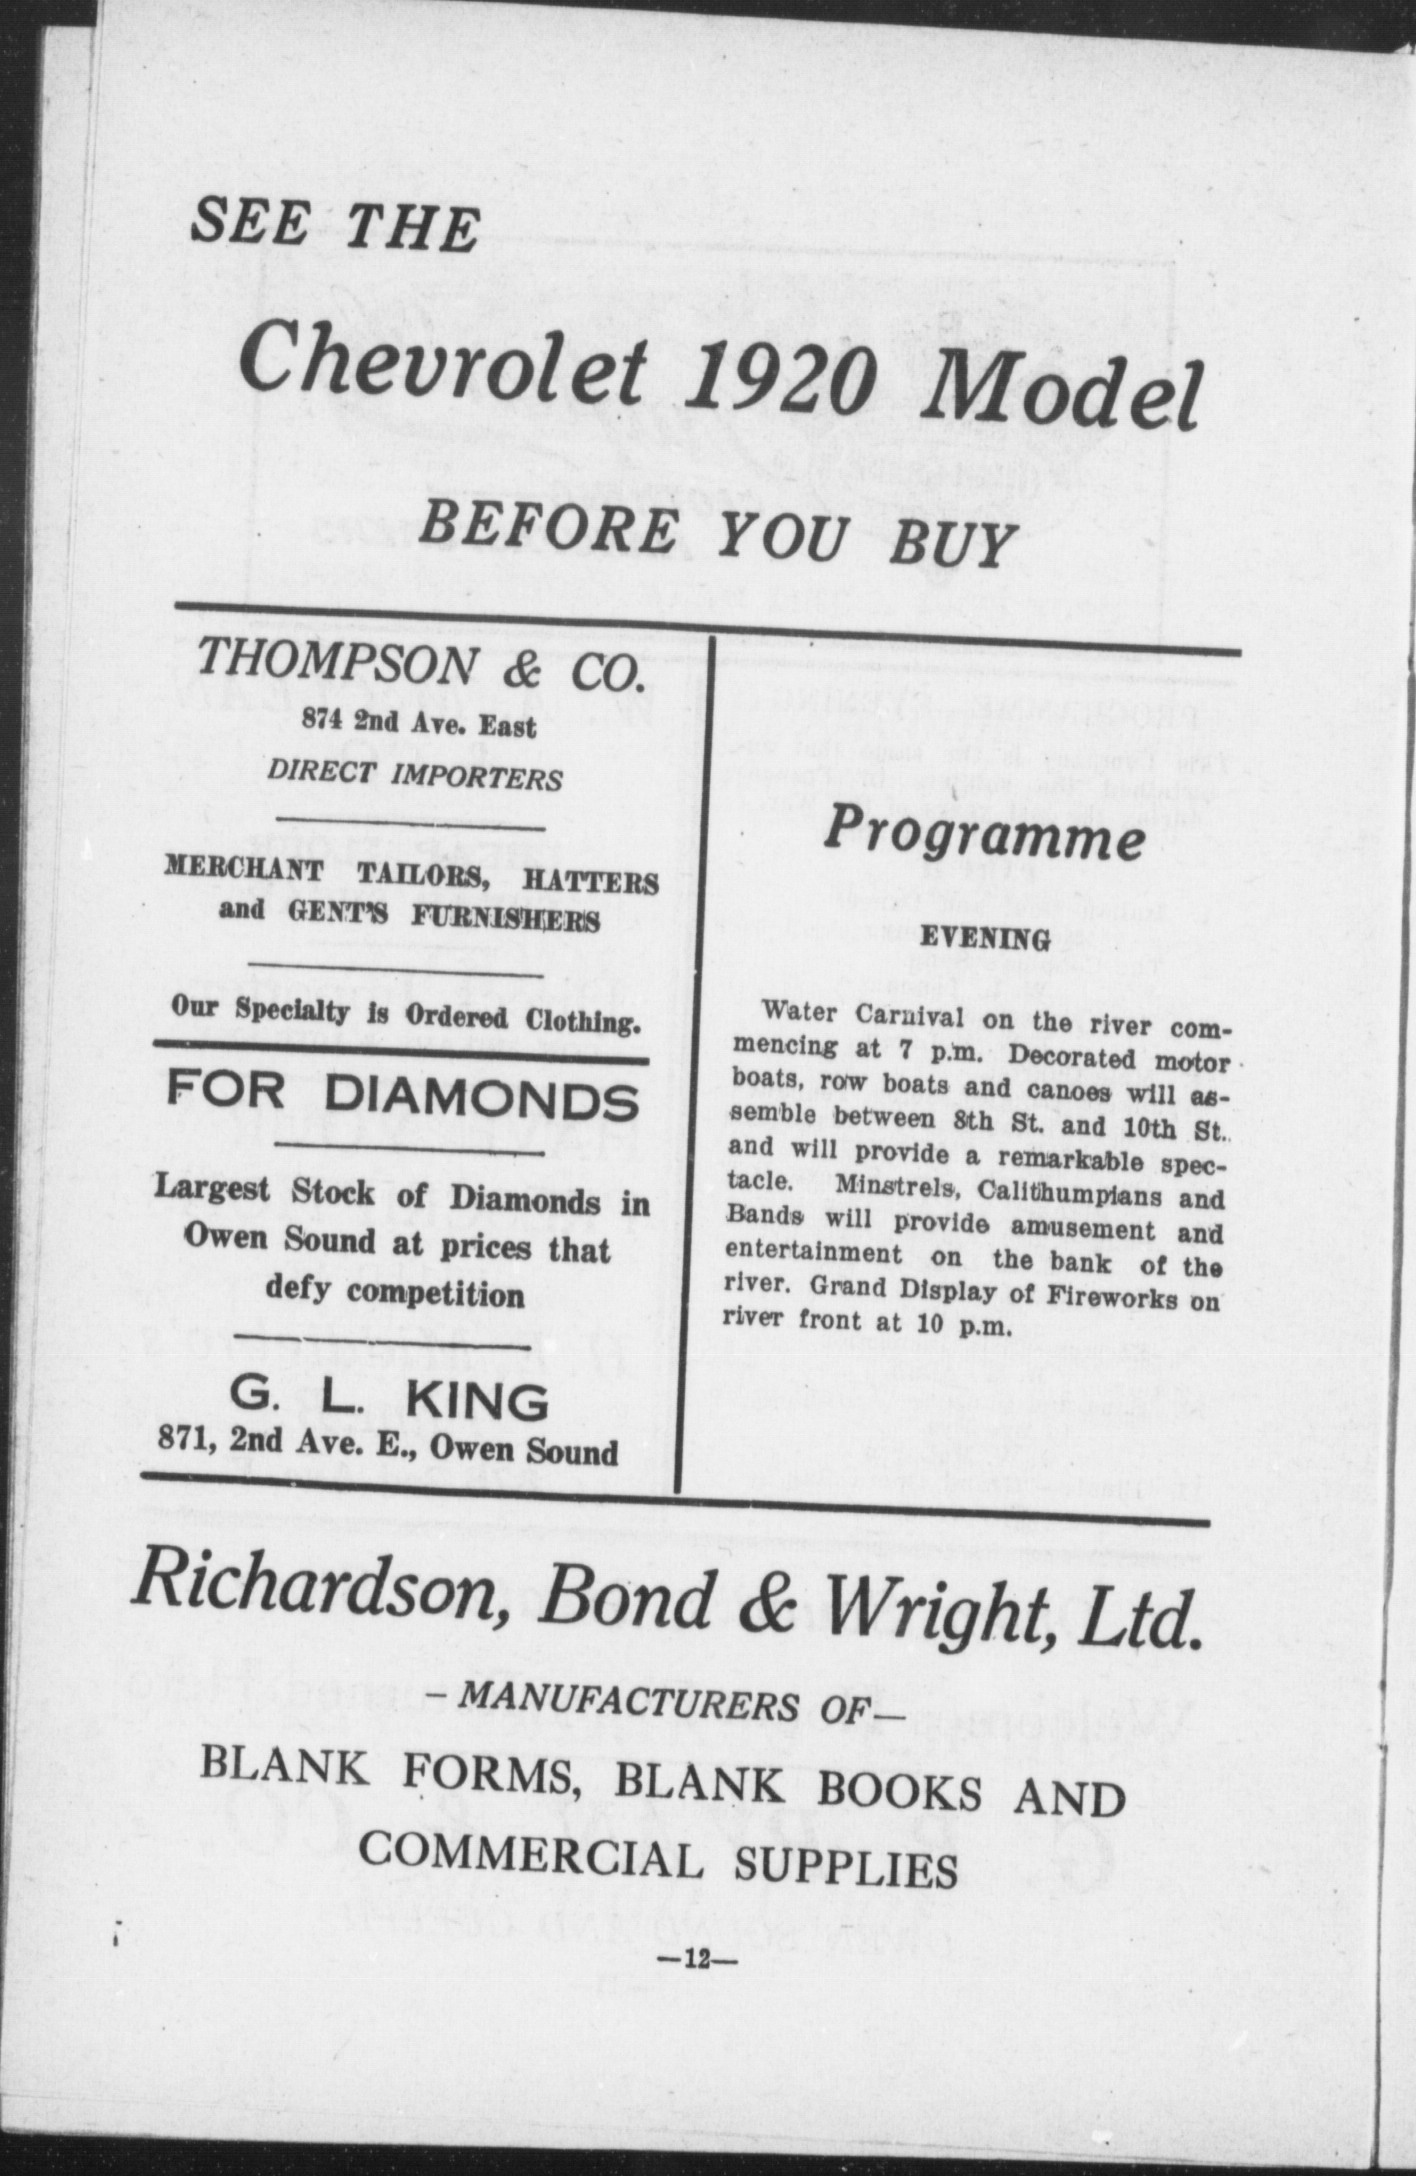 SEE THE
Chevrolet 1920 Model
BEFORE YOU BUY
THOMPSON & CO.
874 2nd Ave. East
DIRECT IMPORTERS
MERCHANT TAILORS, HATTERS
and GENT'S FURNISHERS
Our Specialty is Ordered Clothing.
FOR DIAMONDS
Largest Stock of Diamonds in
Owen Sound at prices that
defy competition
G. L. KING
871, 2nd Ave. E., Owen Sound
Programme
EVENING
Water Carnival on the river com-
mencing at 7 p.m. Decorated motor
boats, row boats and canoes will as-
semble between 8th St. and 10th St.
and will provide a remarkable spec-
tacle. Minstrels, Calithumpians and
Bands will provide amusement and
entertainment on the bank of the
river. Grand Display of Fireworks on
river front at 10 p.m.
Richardson, Bond & Wright, Ltd.
– MANUFACTURERS OF—
BLANK FORMS, BLANK BOOKS AND
COMMERCIAL SUPPLIES
—12—